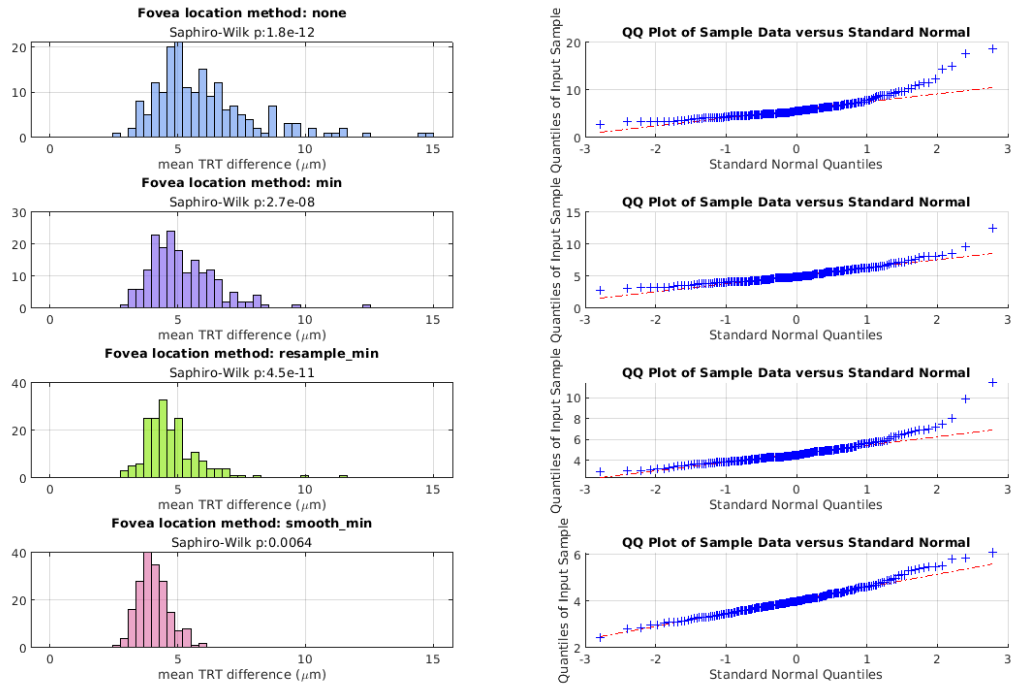 Fovea location method: none
Saphiro-Wilk p:1.8e-12
20
10
0
0
5
10
15
mean TRT difference (μm)
QQ Plot of Sample Data versus Standard Normal
Quantiles of Input Sample
20
10
0
-3
-2
-1
0
1
2
3
Standard Normal Quantiles
Fovea location method: min
Saphiro-Wilk p:2.7e-08
30
20
10
0
0
5
10
15
mean TRT difference (μm)
QQ Plot of Sample Data versus Standard Normal
Quantiles of Input Sample
15
10
5
0
-3
-2
-1
0
1
2
3
Standard Normal Quantiles
Fovea location method: resample_min
Saphiro-Wilk p:4.5e-11
40
20
0
0
5
10
15
mean TRT difference (μm)
QQ Plot of Sample Data versus Standard Normal
Quantiles of Input Sample
10
8
6
4
-3
-2
-1
0
1
2
3
Standard Normal Quantiles
Fovea location method: smooth_min
Saphiro-Wilk p:0.0064
40
20
0
0
5
10
15
mean TRT difference (μm)
QQ Plot of Sample Data versus Standard Normal
Quantiles of Input Sample
6
4
2
-3
-2
-1
0
1
2
3
Standard Normal Quantiles